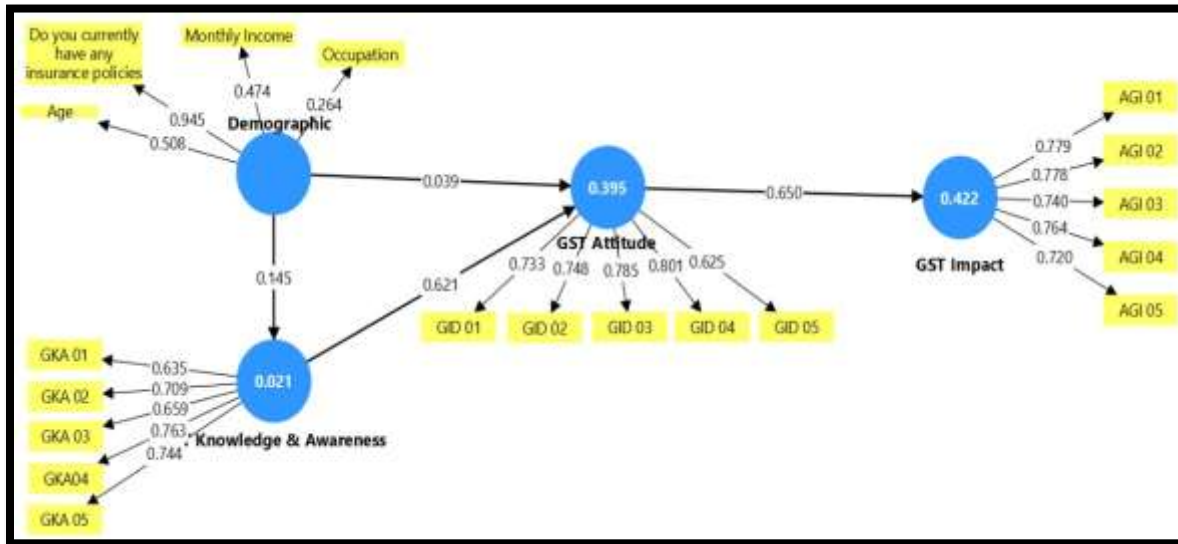 Do you currently
have any
insurance policies
Monthly Income
Occupation
Age
0.945
0.474
0.264
0.508
Demographic
0.039
0.395
GST Attitude
0.650
0.422
GST Impact
0.779
0.778
0.740
0.764
0.720
AGI 01
AGI 02
AGI 03
AGI 04
AGI 05
0.145
0.621
0.733
0.748
0.785
0.801
0.625
GID 01
GID 02
GID 03
GID 04
GID 05
GKA 01
GKA 02
GKA 03
GKA04
GKA 05
0.635
0.709
0.659
0.763
0.744
0.021
Knowledge & Awareness